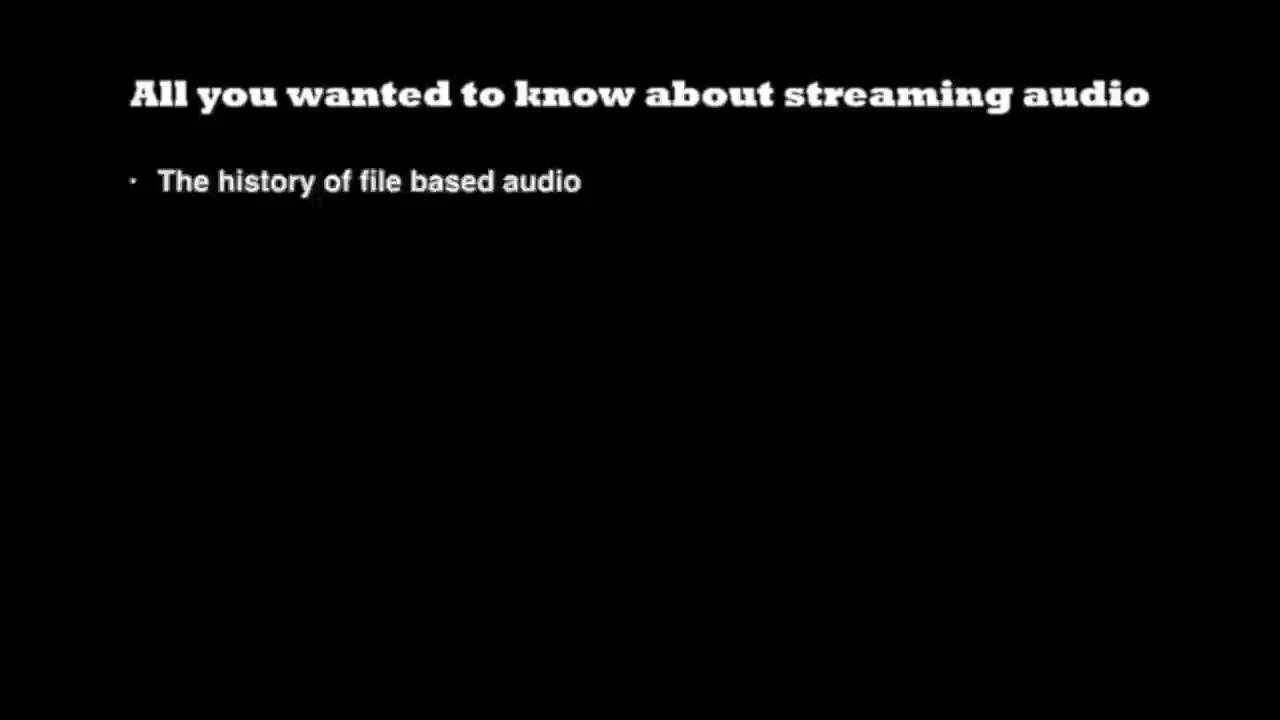 All you wanted to know about streaming audio
· The history of file based audio